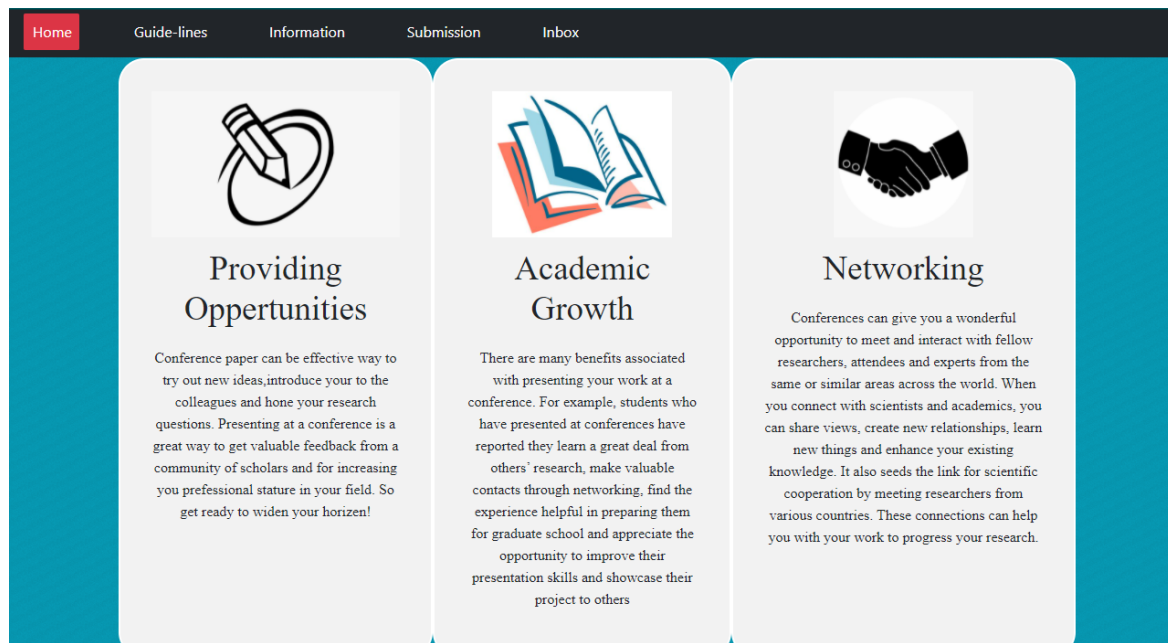 Home Guide-lines Information Submission Inbox
Providing
Oppertunities
Conference paper can be effective way to
try out new ideas,introduce your to the
colleagues and hone your research
questions. Presenting at a conference is a
great way to get valuable feedback from a
community of scholars and for increasing
you prefessional stature in your field. So
get ready to widen your horizen!
Academic
Growth
There are many benefits associated
with presenting your work at a
conference. For example, students who
have presented at conferences have
reported they learn a great deal from
others’ research, make valuable
contacts through networking, find the
experience helpful in preparing them
for graduate school and appreciate the
opportunity to improve their
presentation skills and showcase their
project to others
Networking
Conferences can give you a wonderful
opportunity to meet and interact with fellow
researchers, attendees and experts from the
same or similar areas across the world. When
you connect with scientists and academics, you
can share views, create new relationships, learn
new things and enhance your existing
knowledge. It also seeds the link for scientific
cooperation by meeting researchers from
various countries. These connections can help
you with your work to progress your research.